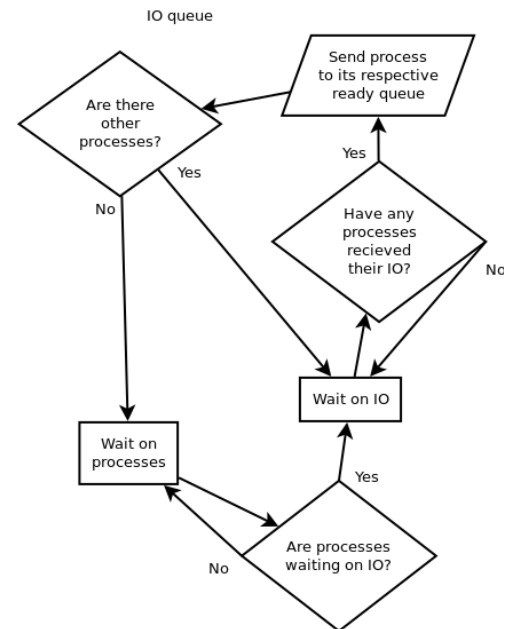 IO queue
Send process
to its respective
ready queue
Are there
other
processes?
Yes
Yes
No
Have any
processes
recieved
their IO?
No
Wait on IO
Wait on
processes
Yes
Are processes
waiting on IO?
No